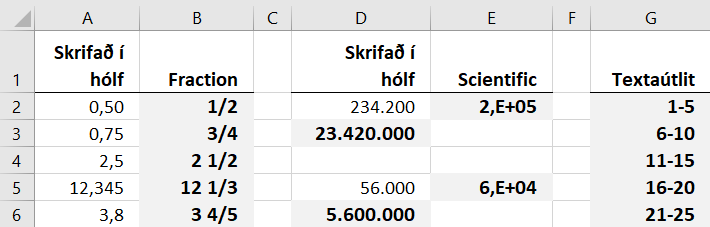 A B C D E F G
1 Skrifað í hólf Fraction Skrifað í hólf Scientific Textaútlit
2 0,50 1/2 234.200 2,E+05 1-5
3 0,75 3/4 23.420.000 6-10
4 2,5 2 1/2 11-15
5 12,345 12 1/3 56.000 6,E+04 16-20
6 3,8 3 4/5 5.600.000 21-25